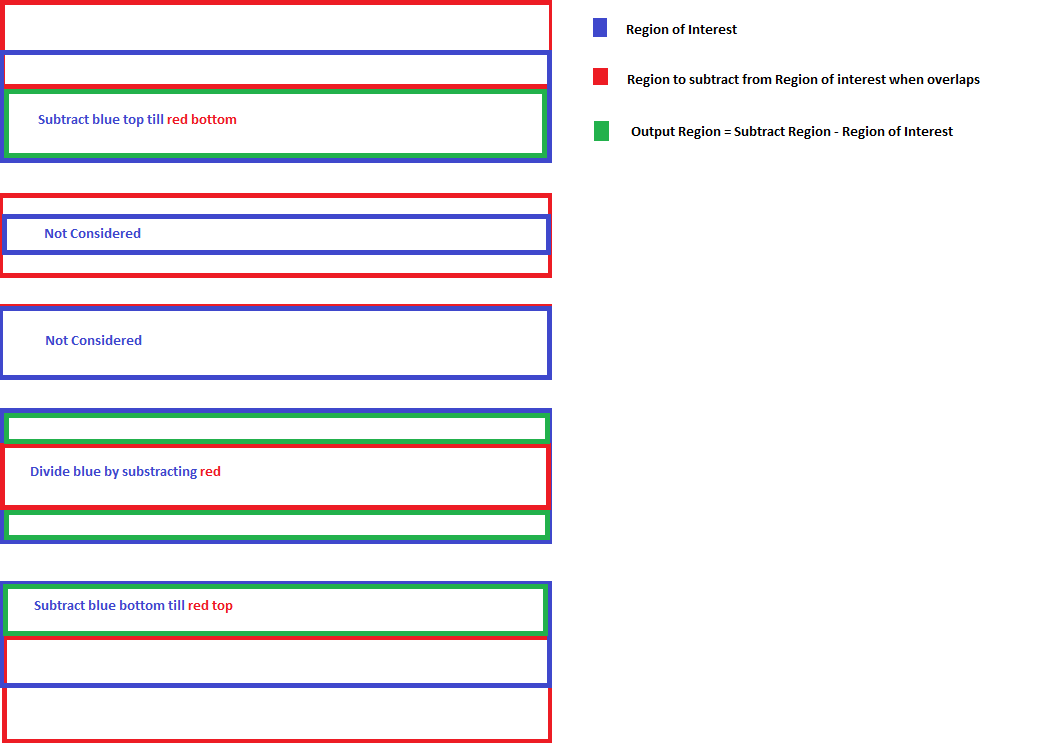 Region of Interest
Region to subtract from Region of interest when overlaps
Subtract blue top till red bottom
Output Region = Subtract Region - Region of Interest
Not Considered
Not Considered
Divide blue by substracting red
Subtract blue bottom till red top